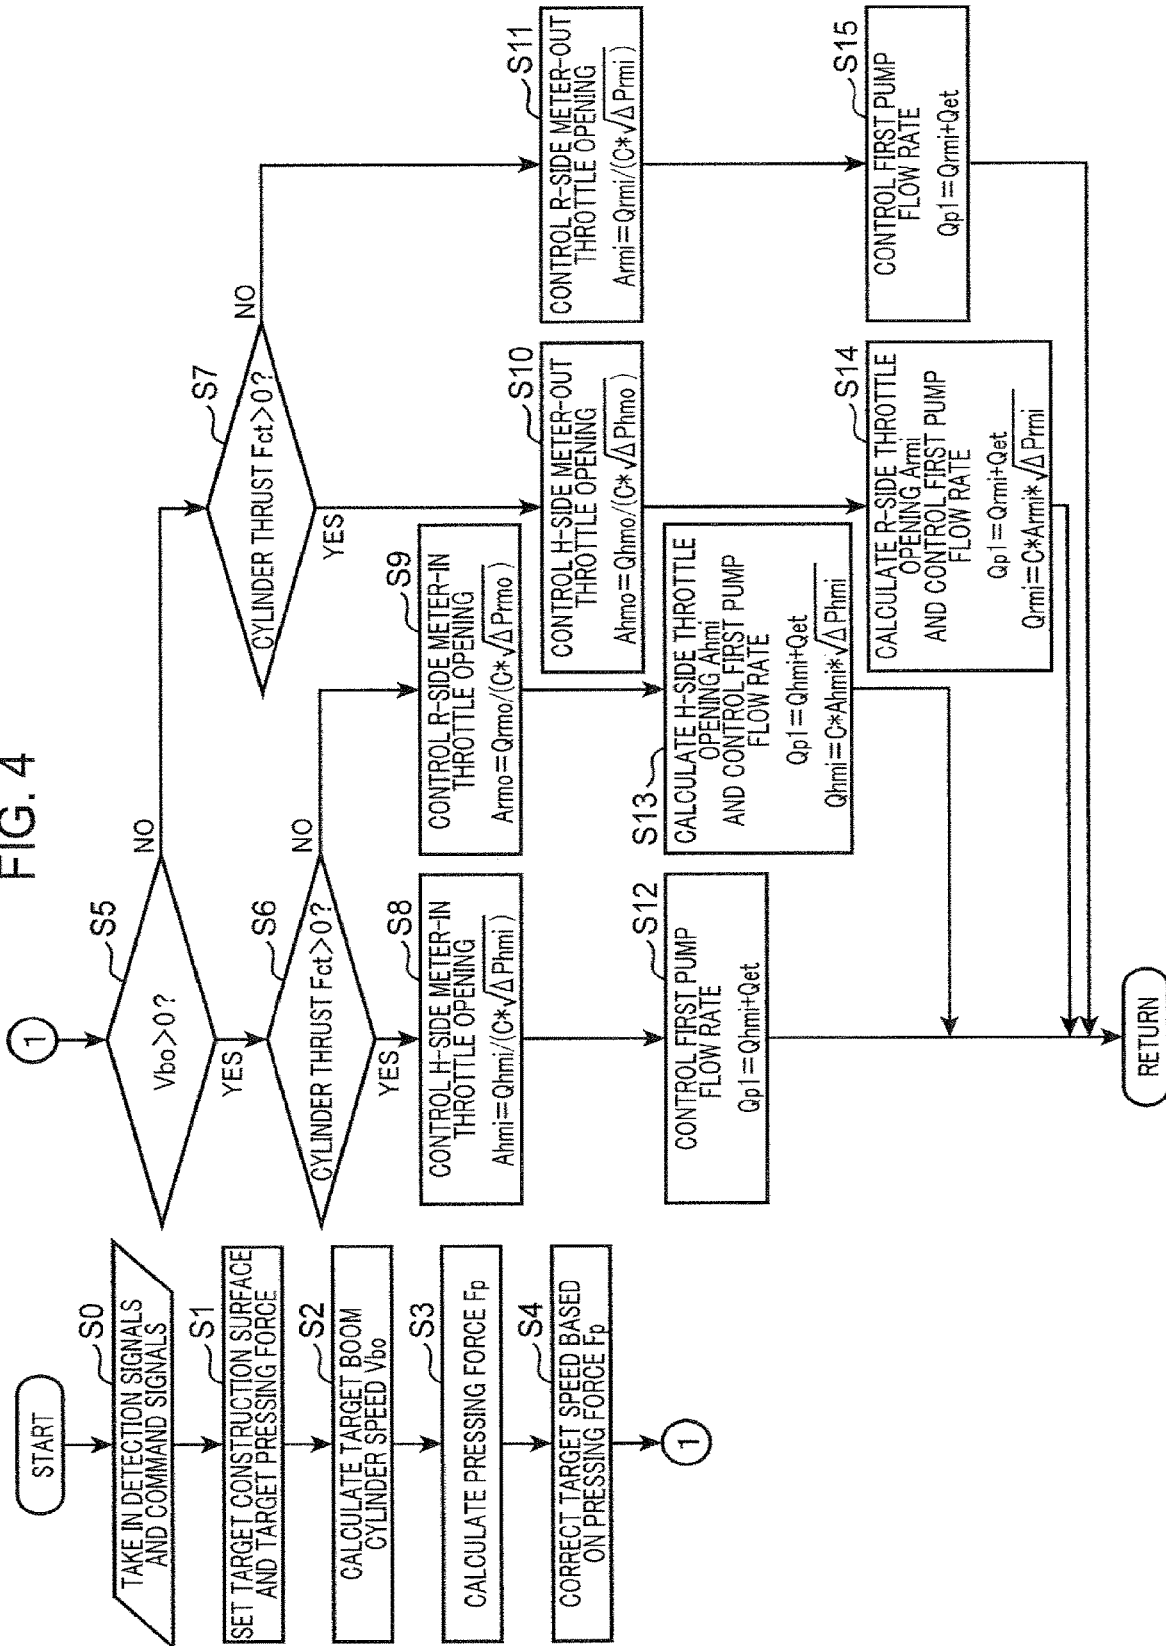 FIG. 4
START
S0
TAKE IN DETECTION SIGNALS
AND COMMAND SIGNALS
S1
SET TARGET CONSTRUCTION SURFACE
AND TARGET PRESSING FORCE
S2
CALCULATE TARGET BOOM
CYLINDER SPEED Vbo
S3
CALCULATE PRESSING FORCE Fp
S4
CORRECT TARGET SPEED BASED
ON PRESSING FORCE Fp
1
1
S5
Vbo>0?
YES
NO
S6
CYLINDER THRUST Fct>0?
YES
NO
S7
CYLINDER THRUST Fct>0?
YES
NO
S8
CONTROL H-SIDE METER-IN
THROTTLE OPENING
Ahmi=Qhmi/(C*√ΔPhmi)
S9
CONTROL R-SIDE METER-IN
THROTTLE OPENING
Armo=Qrmo/(C*√ΔPrmo)
S10
CONTROL H-SIDE METER-OUT
THROTTLE OPENING
Ahmo=Qhmo/(C*√ΔPhmo)
S11
CONTROL R-SIDE METER-OUT
THROTTLE OPENING
Armi=Qrmi/(C*√ΔPrmi)
S12
CONTROL FIRST PUMP
FLOW RATE
Qp1=Qhmi+Qet
S13
CALCULATE H-SIDE THROTTLE
OPENING Ahmi
AND CONTROL FIRST PUMP
FLOW RATE
Qp1=Qhmi+Qet
Qhmi=C*Ahmi*√ΔPhmi
S14
CALCULATE R-SIDE THROTTLE
OPENING Armi
AND CONTROL FIRST PUMP
FLOW RATE
Qp1=Qrmi+Qet
Qrmi=C*Armi*√ΔPrmi
S15
CONTROL FIRST PUMP
FLOW RATE
Qp1=Qrmi+Qet
RETURN